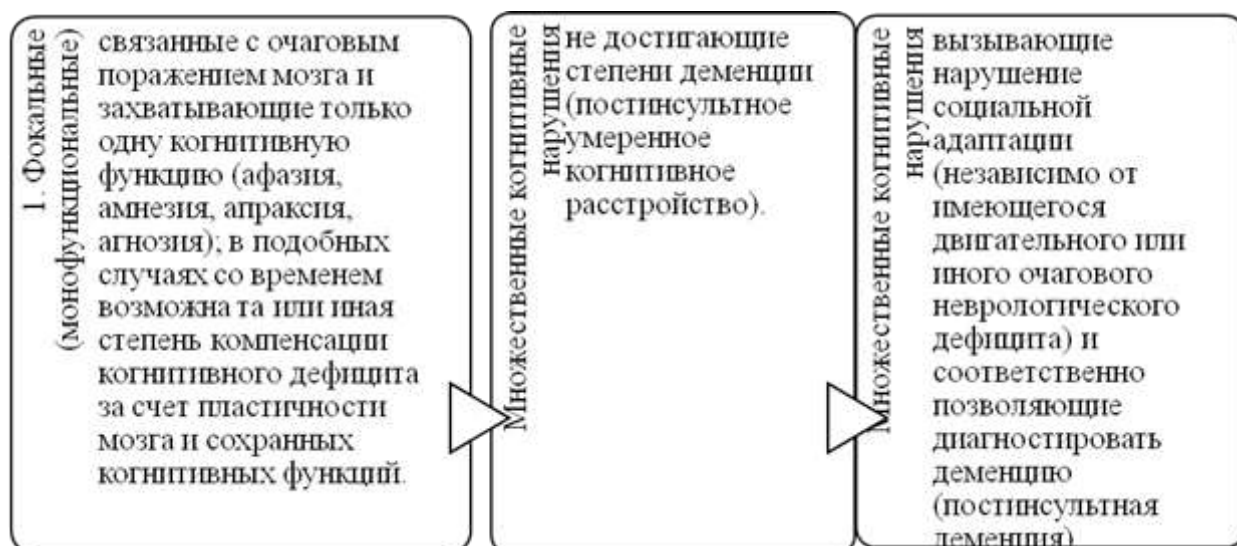 1. Фокальные
(монофункциональные)
связанные с очаговым
поражением мозга и
захватывающие только
одну когнитивную
функцию (афазия,
амнезия, апраксия,
агнозия); в подобных
случаях со временем
возможна та или иная
степень компенсации
когнитивного дефицита
за счет пластичности
мозга и сохранных
когнитивных функций.
Множественные когнитивные
нарушения
не достигающие
степени деменции
(постинсультное
умеренное
когнитивное
расстройство).
Множественные когнитивные
нарушения
вызывающие
нарушение
социальной
адаптации
(независимо от
имеющегося
двигательного или
иного очагового
неврологического
дефицита) и
соответственно
позволяющие
диагностировать
деменцию
(постинсультная
деменция)